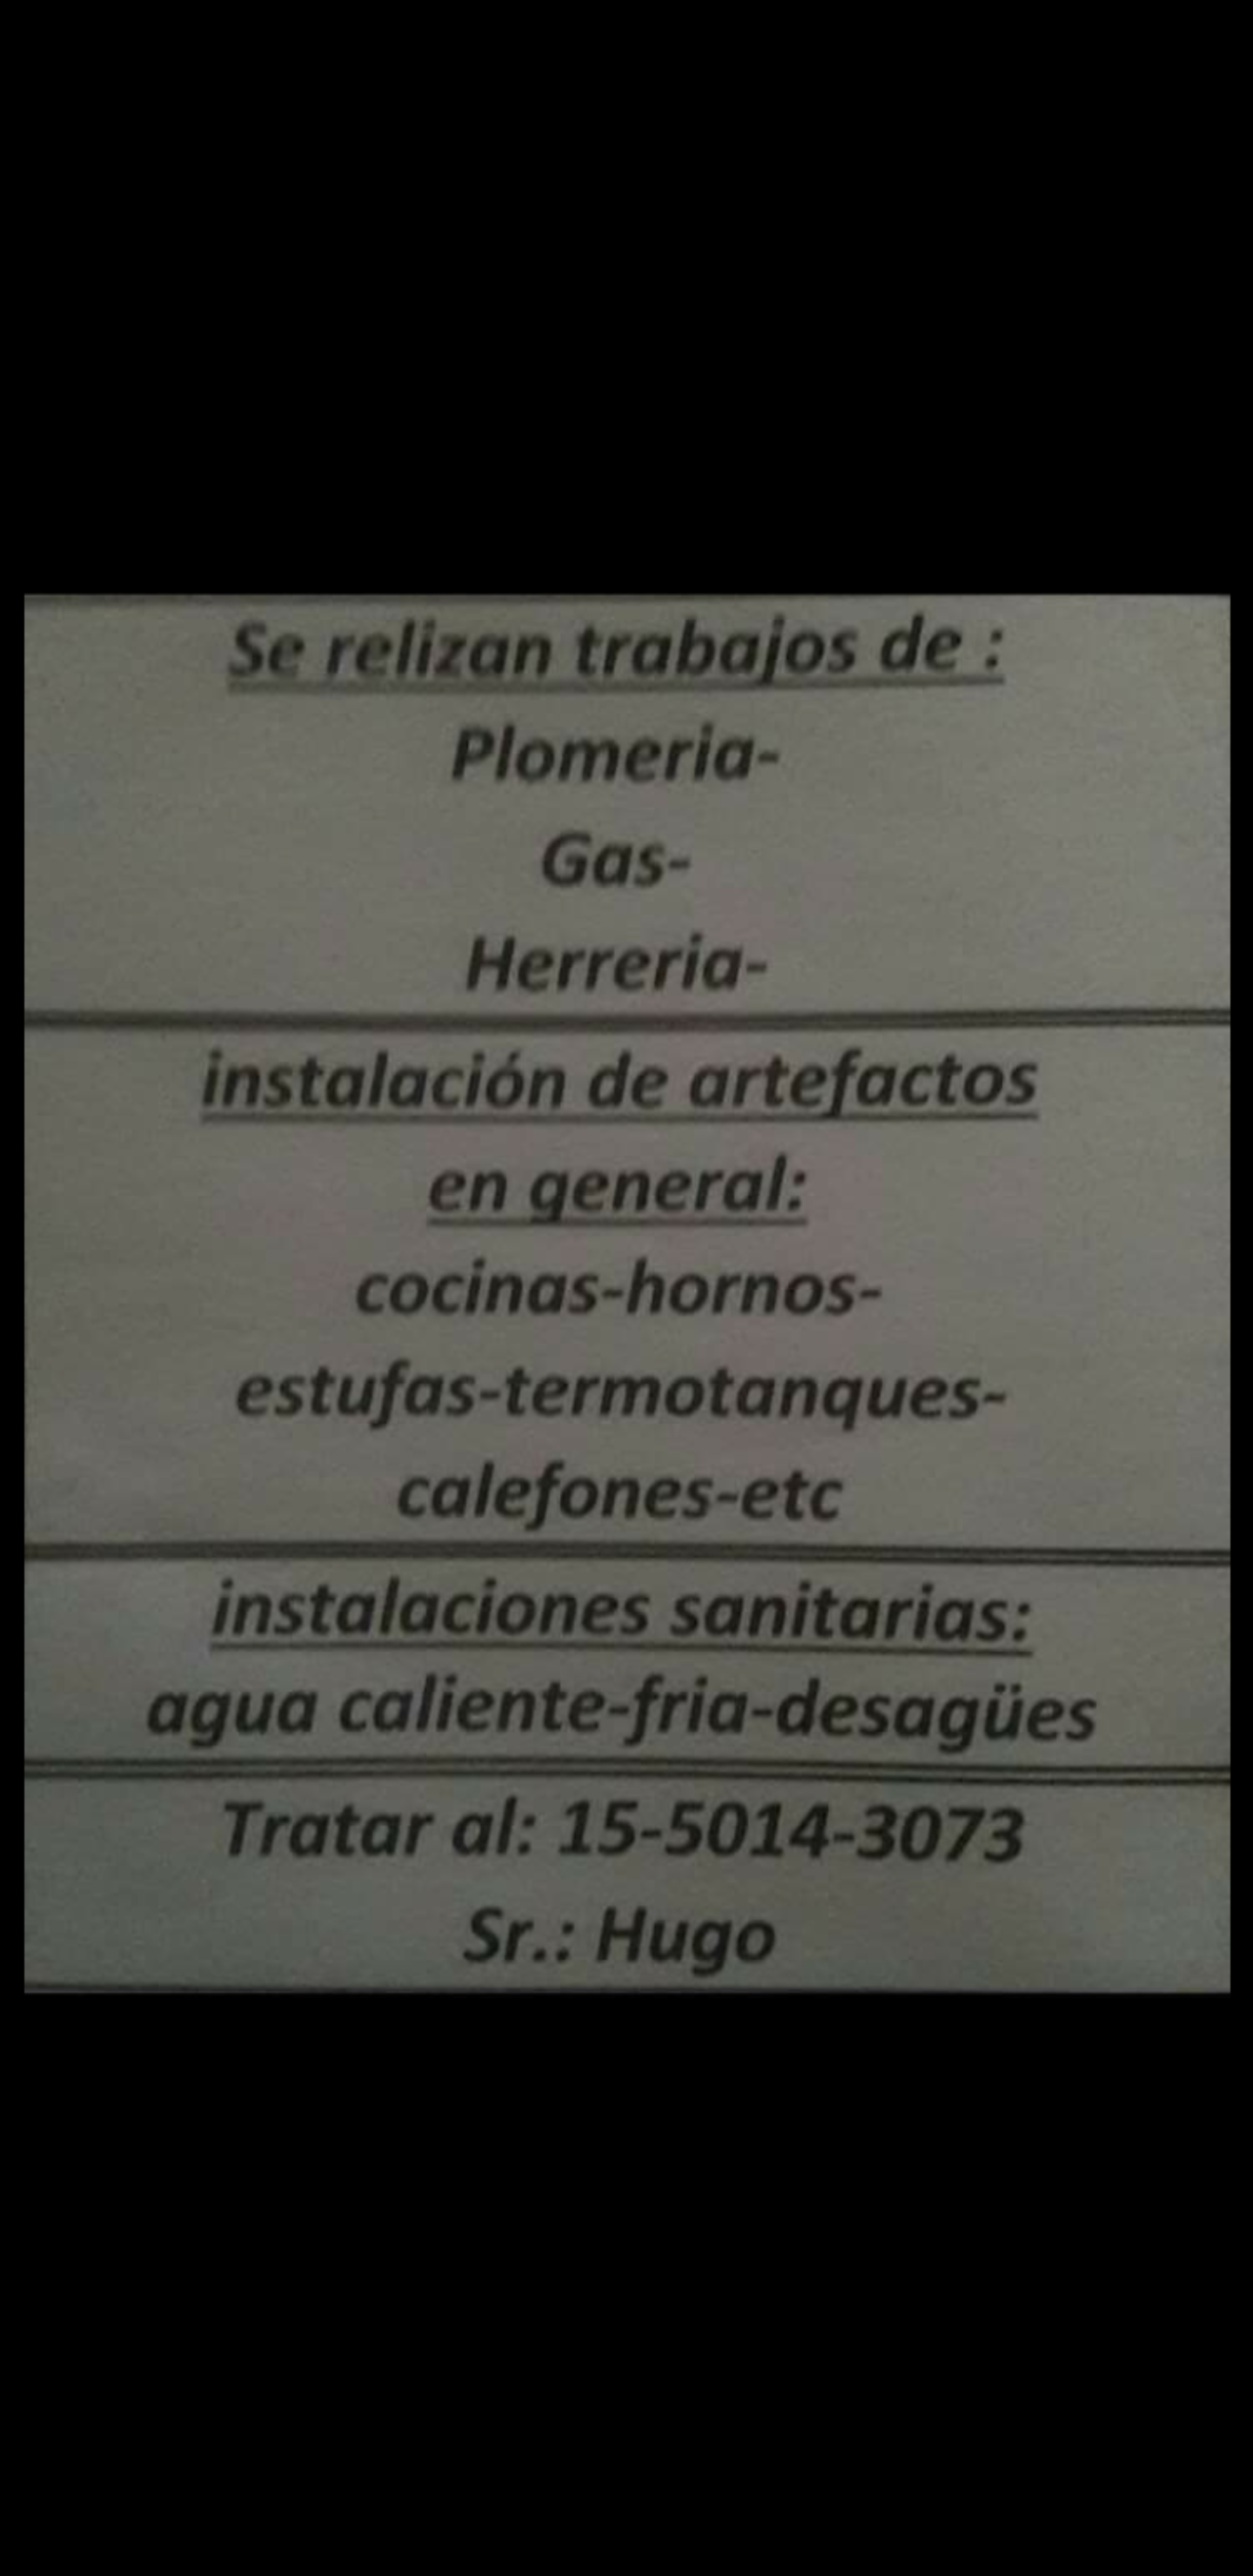 Se relizan trabajos de :
Plomeria-
Gas-
Herreria-
instalación de artefactos
en general:
cocinas-hornos-
estufas-termotanques-
calefones-etc
instalaciones sanitarias:
agua caliente-fria-desagües
Tratar al: 15-5014-3073
Sr.: Hugo